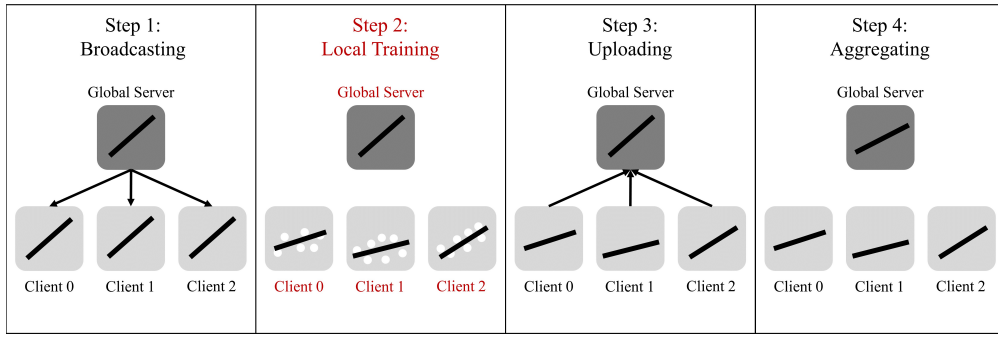 Step 1:
Broadcasting
Global Server
Client 0
Client 1
Client 2
Step 2:
Local Training
Global Server
Client 0
Client 1
Client 2
Step 3:
Uploading
Global Server
Client 0
Client 1
Client 2
Step 4:
Aggregating
Global Server
Client 0
Client 1
Client 2